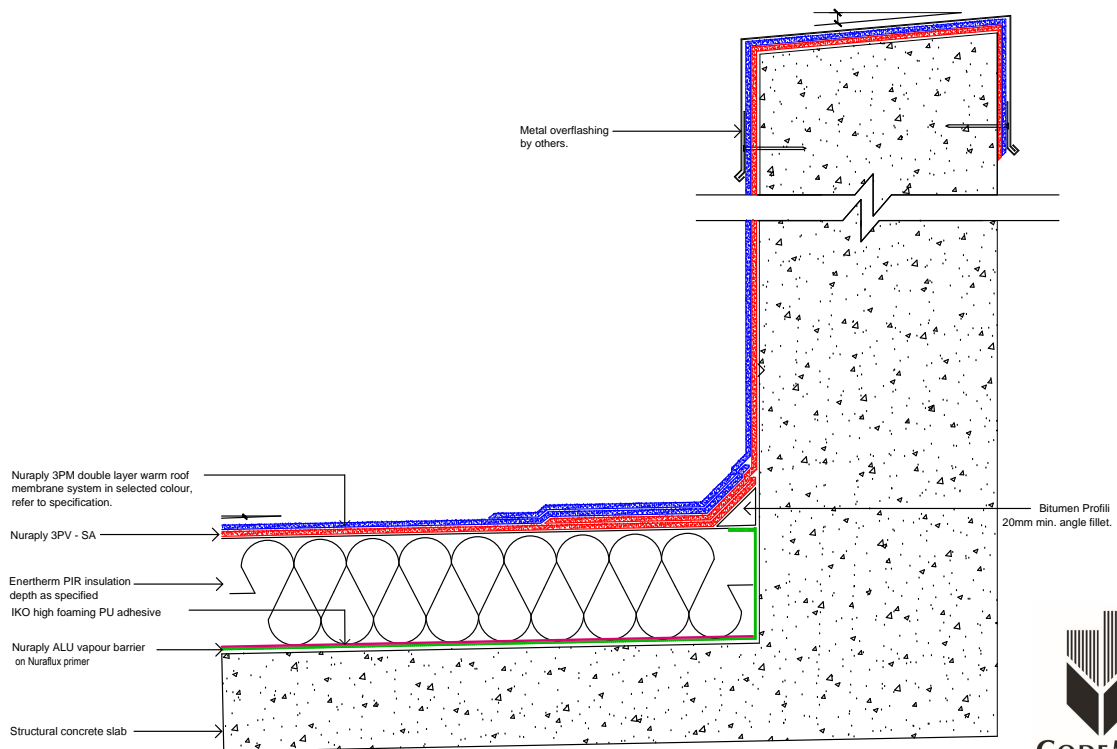 Metal overflashing
by others.
Nuraply 3PM double layer warm roof
membrane system in selected colour,
refer to specification.
Bitumen Profili
20mm min. angle fillet.
Nuraply 3PV - SA
Enertherm PIR insulation
depth as specified
IKO high foaming PU adhesive
Nuraply ALU vapour barrier
on Nuraflux primer
Structural concrete slab